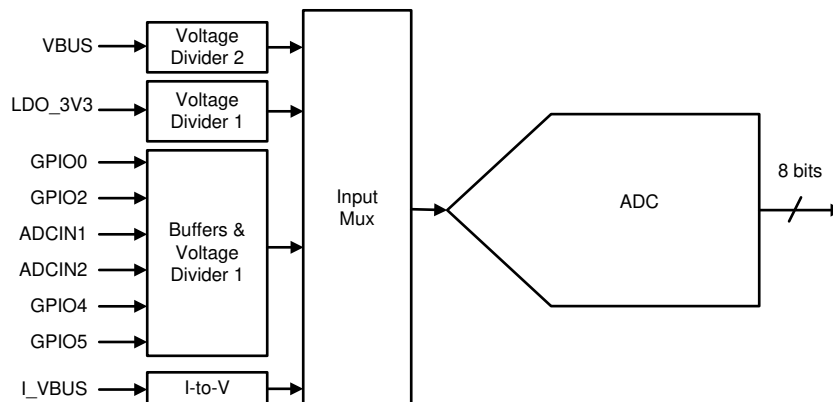 VBUS
Voltage
Divider 2
LDO_3V3
Voltage
Divider 1
GPIO0
GPIO2
ADCIN1
ADCIN2
GPIO4
GPIO5
Buffers &
Voltage
Divider 1
I_VBUS
I-to-V
Input
Mux
ADC
8 bits